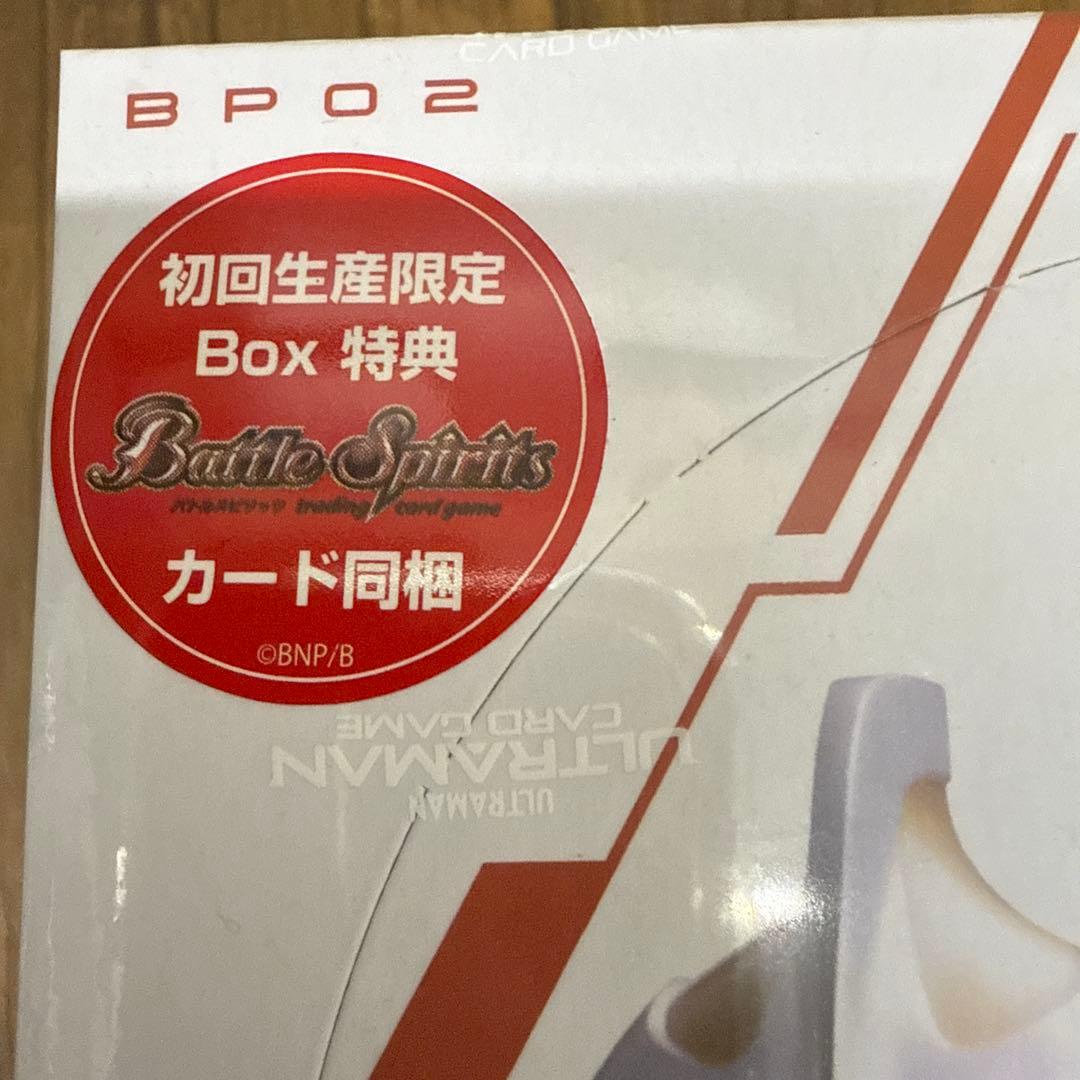 CARD GAME
BP02
初回生産限定
Box 特典
Battle Spirits
バトルスピリッツ trading card game
カード同梱
©BNP/B
CARD GAME
ULTRAMAN
ULTRAMAN